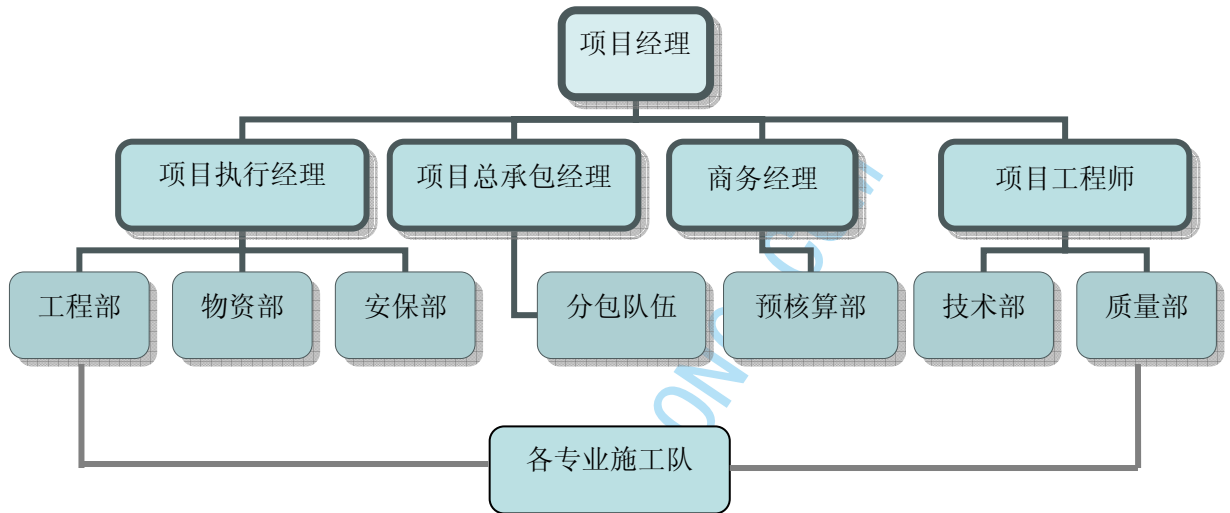 项目经理
项目执行经理
项目总承包经理
商务经理
项目工程师
工程部
物资部
安保部
分包队伍
预核算部
技术部
质量部
各专业施工队